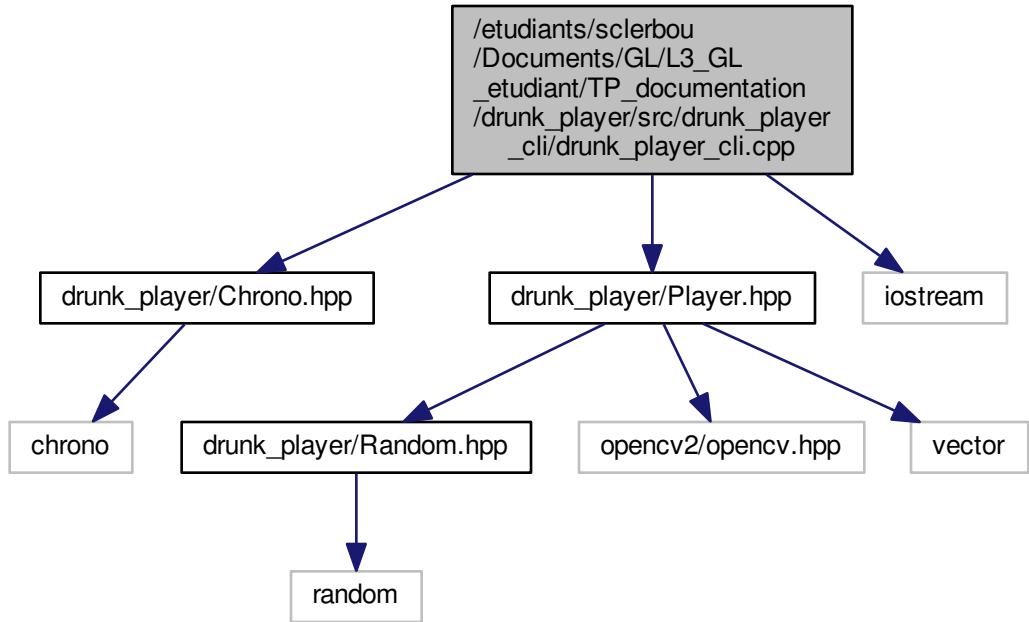 /etudiants/sclerbou
/Documents/GL/L3_GL
_etudiant/TP_documentation
/drunk_player/src/drunk_player
_cli/drunk_player_cli.cpp
drunk_player/Chrono.hpp
drunk_player/Player.hpp
iostream
chrono
drunk_player/Random.hpp
opencv2/opencv.hpp
vector
random